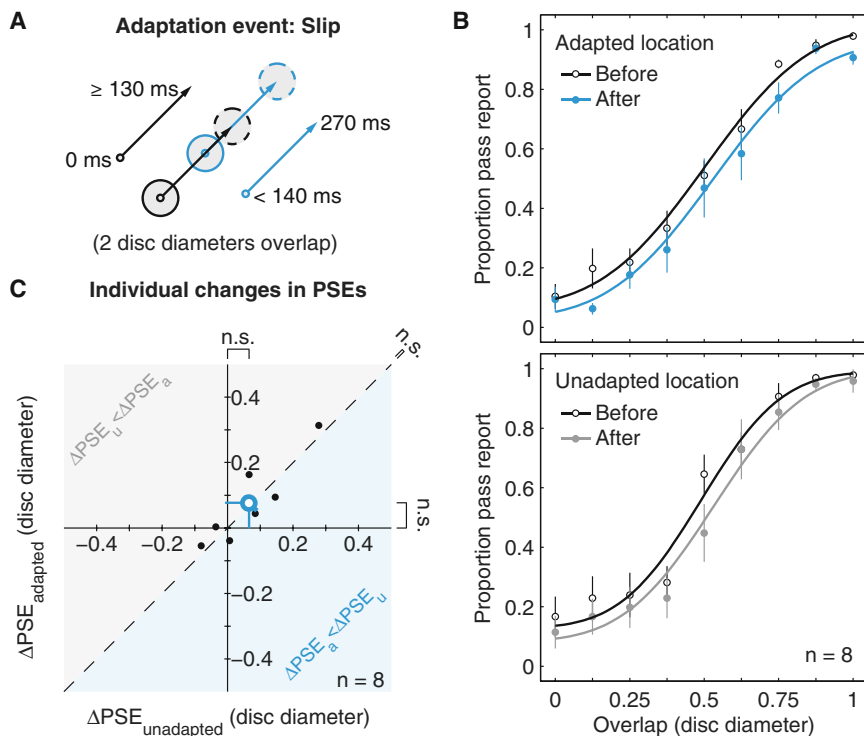 A
Adaptation event: Slip
≥ 130 ms
0 ms
270 ms
< 140 ms
(2 disc diameters overlap)
B
Adapted location
Before
After
Proportion pass report
1
0.8
0.6
0.4
0.2
0
Unadapted location
Before
After
Proportion pass report
1
0.8
0.6
0.4
0.2
0
n = 8
0 0.25 0.5 0.75 1
Overlap (disc diameter)
C
Individual changes in PSEs
n.s.
n.s.
n.s.
ΔPSEu<ΔPSEa
ΔPSEa<ΔPSEu
0.4
0.2
−0.2
−0.4
−0.4 −0.2 0.2 0.4
n = 8
ΔPSEadapted (disc diameter)
ΔPSEunadapted (disc diameter)